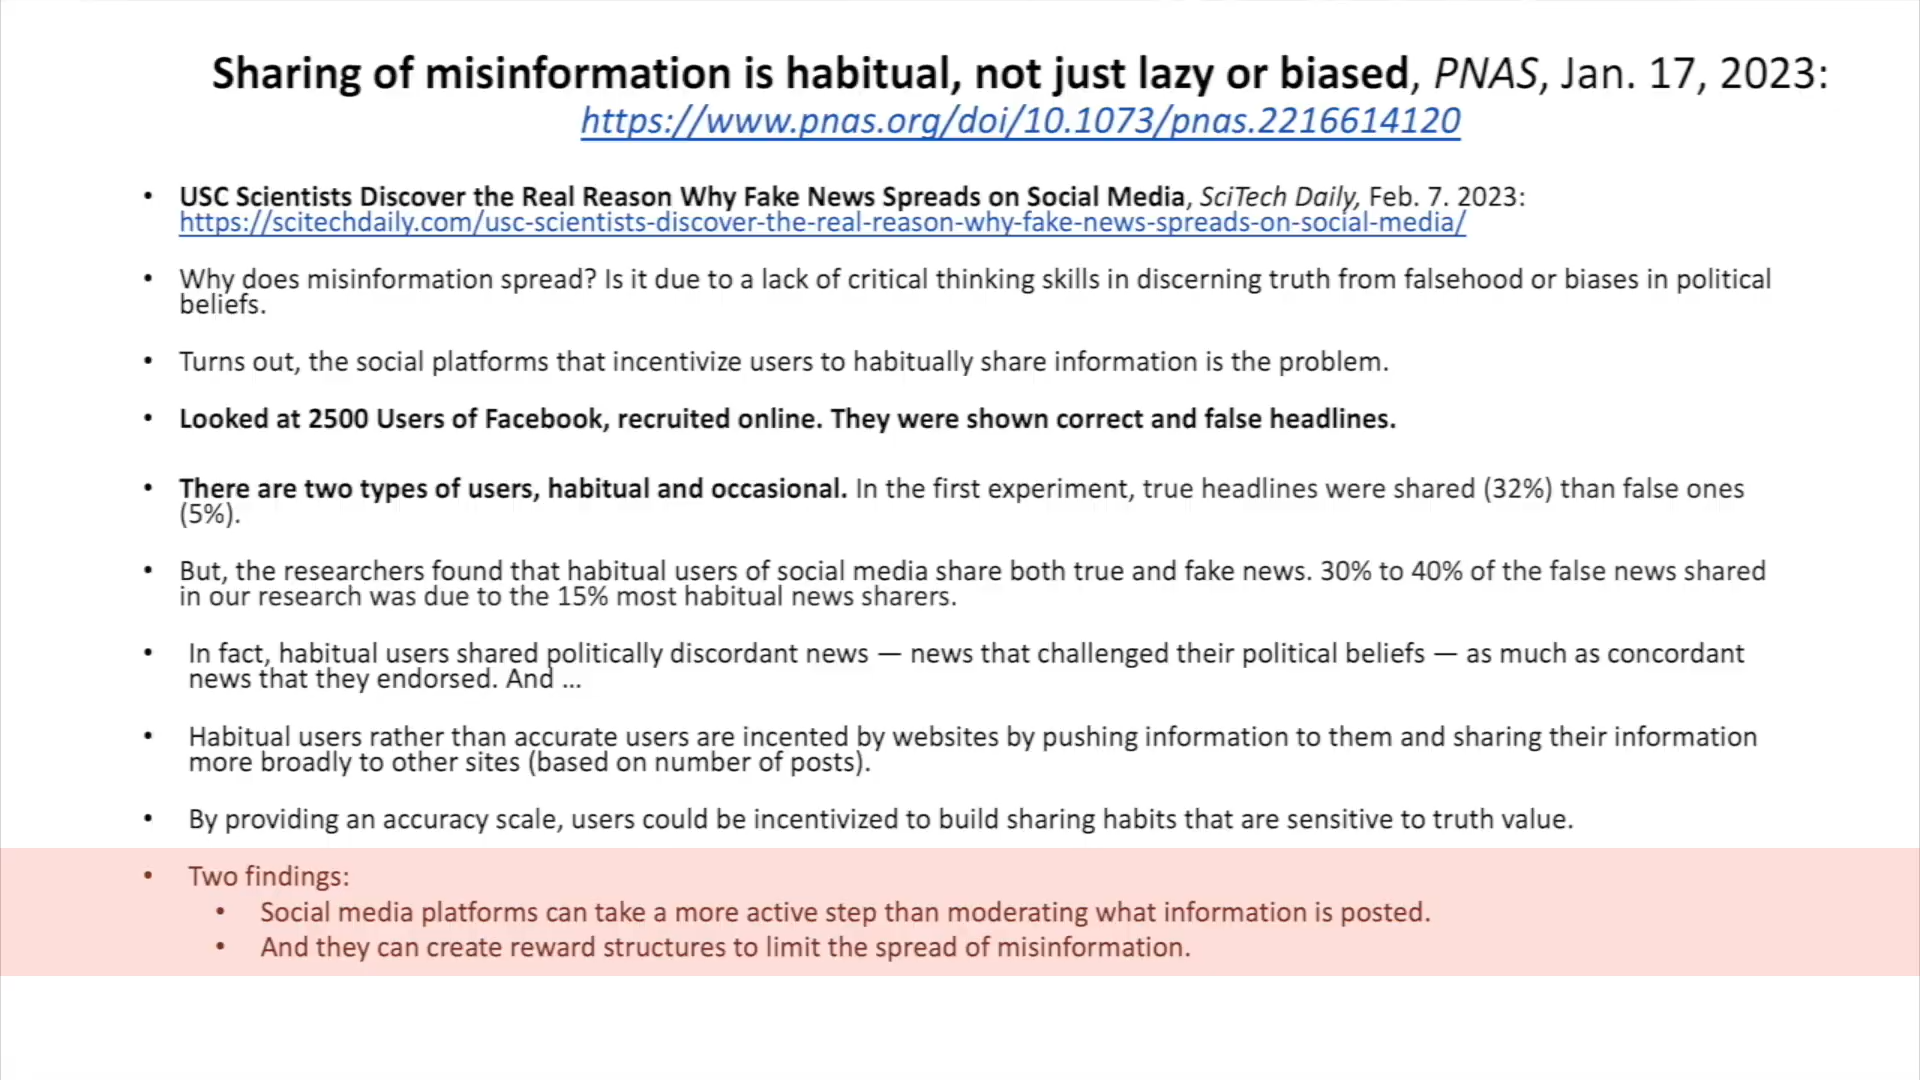 Sharing of misinformation is habitual, not just lazy or biased, PNAS, Jan. 17, 2023:
https://www.pnas.org/doi/10.1073/pnas.2216614120
• USC Scientists Discover the Real Reason Why Fake News Spreads on Social Media, SciTech Daily, Feb. 7. 2023:
https://scitechdaily.com/usc-scientists-discover-the-real-reason-why-fake-news-spreads-on-social-media/
• Why does misinformation spread? Is it due to a lack of critical thinking skills in discerning truth from falsehood or biases in political
beliefs.
• Turns out, the social platforms that incentivize users to habitually share information is the problem.
• Looked at 2500 Users of Facebook, recruited online. They were shown correct and false headlines.
• There are two types of users, habitual and occasional. In the first experiment, true headlines were shared (32%) than false ones
(5%).
• But, the researchers found that habitual users of social media share both true and fake news. 30% to 40% of the false news shared
in our research was due to the 15% most habitual news sharers.
• In fact, habitual users shared politically discordant news — news that challenged their political beliefs — as much as concordant
news that they endorsed. And ...
• Habitual users rather than accurate users are incented by websites by pushing information to them and sharing their information
more broadly to other sites (based on number of posts).
• By providing an accuracy scale, users could be incentivized to build sharing habits that are sensitive to truth value.
• Two findings:
• Social media platforms can take a more active step than moderating what information is posted.
• And they can create reward structures to limit the spread of misinformation.